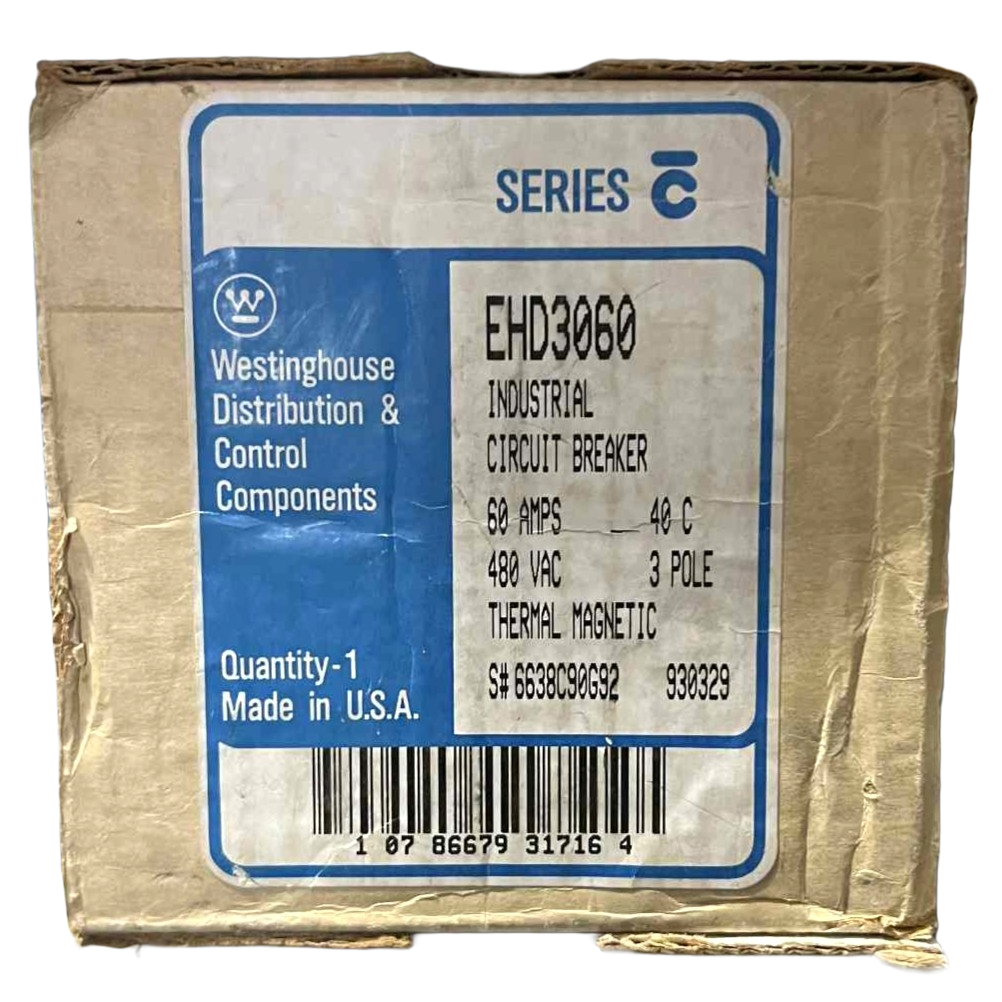 SERIES C
W
Westinghouse
Distribution &
Control
Components
Quantity-1
Made in U.S.A.
EHD3060
INDUSTRIAL
CIRCUIT BREAKER
60 AMPS 40 C
480 VAC 3 POLE
THERMAL MAGNETIC
S# 6638C90G92 930329
1 07 86679 31716 4